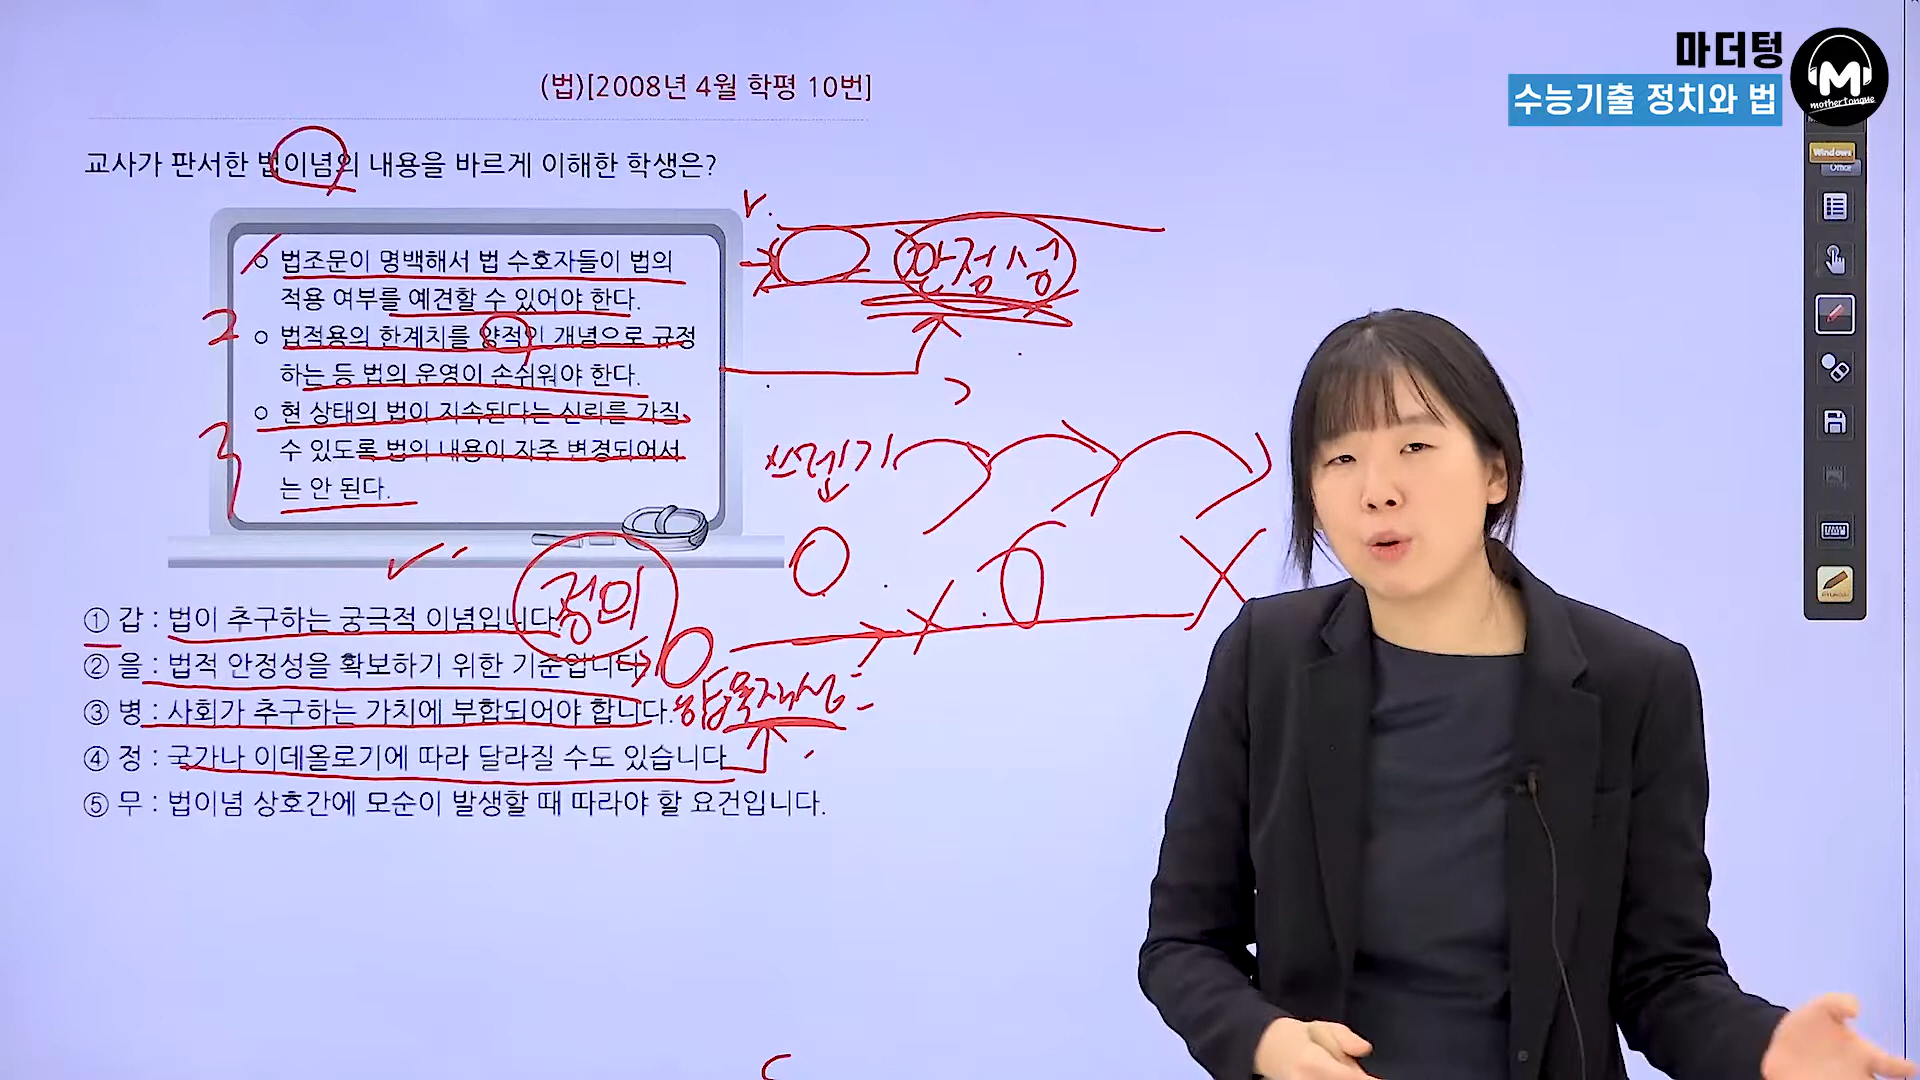 마더텅
수능기출 정치와 법
mothertongue
(법)[2008년 4월 학평 10번]
교사가 판서한 법이념의 내용을 바르게 이해한 학생은?
○ 법조문이 명백해서 법 수호자들이 법의
적용 여부를 예견할 수 있어야 한다.
○ 법적용의 한계치를 양적인 개념으로 규정
하는 등 법의 운영이 손쉬워야 한다.
○ 현 상태의 법이 지속된다는 신뢰를 가질
수 있도록 법의 내용이 자주 변경되어서
는 안 된다.
안정성
2
3
정의
① 갑 : 법이 추구하는 궁극적 이념입니다.
② 을 : 법적 안정성을 확보하기 위한 기준입니다.
③ 병 : 사회가 추구하는 가치에 부합되어야 합니다.
합목적성
④ 정 : 국가나 이데올로기에 따라 달라질 수도 있습니다.
⑤ 무 : 법이념 상호간에 모순이 발생할 때 따라야 할 요건입니다.
Windows
Office